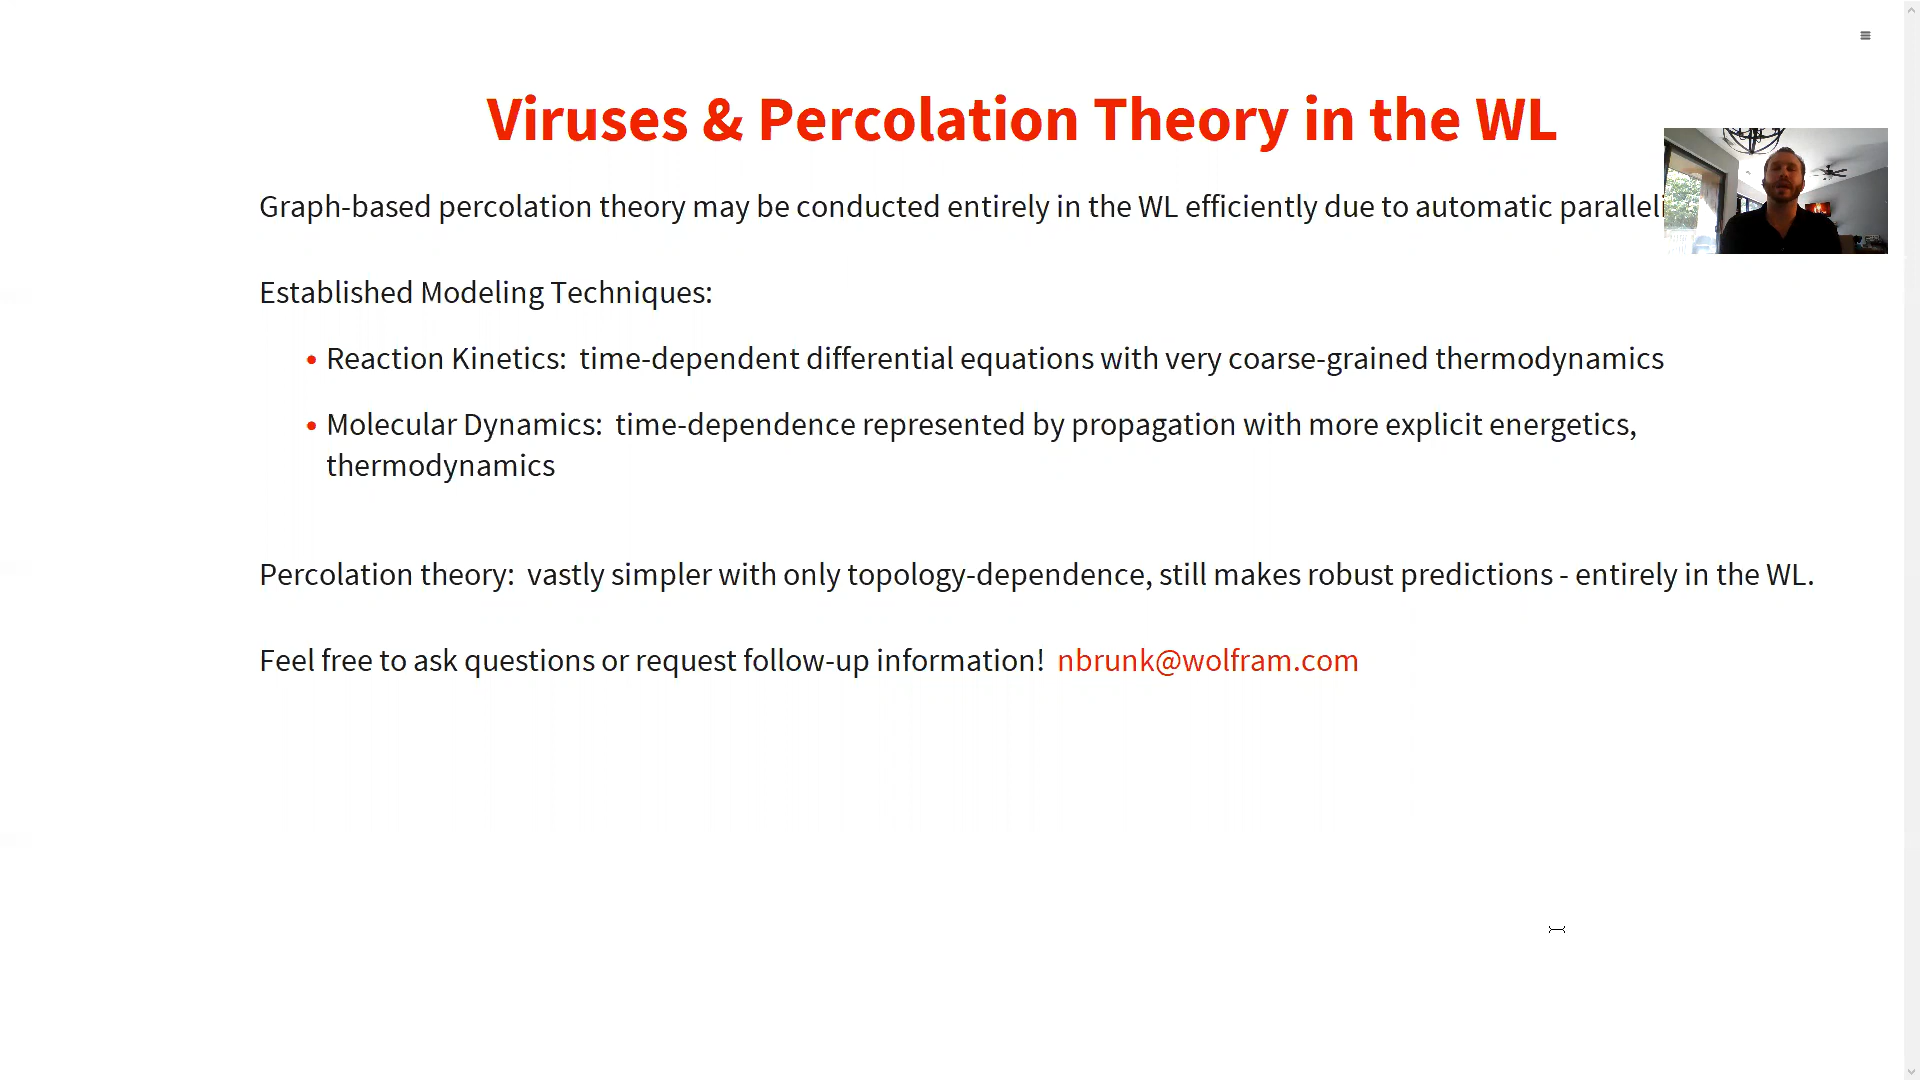 Viruses & Percolation Theory in the WL
Graph-based percolation theory may be conducted entirely in the WL efficiently due to automatic
Established Modeling Techniques:
• Reaction Kinetics: time-dependent differential equations with very coarse-grained thermodynamics
• Molecular Dynamics: time-dependence represented by propagation with more explicit energetics,
thermodynamics
Percolation theory: vastly simpler with only topology-dependence, still makes robust predictions - entirely in the WL.
Feel free to ask questions or request follow-up information! nbrunk@wolfram.com